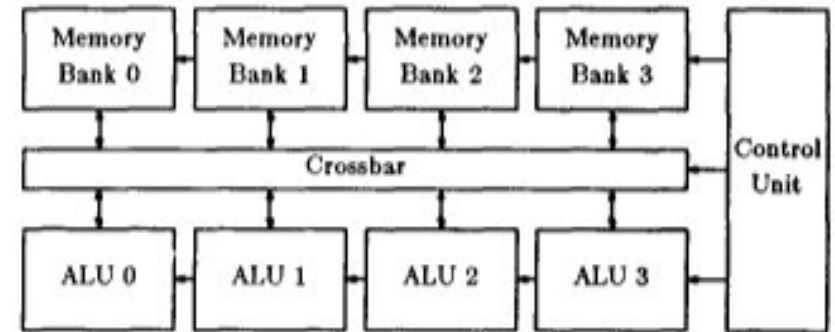 Memory
Bank 0
Memory
Bank 1
Memory
Bank 2
Memory
Bank 3
Control
Unit
Crossbar
ALU 0
ALU 1
ALU 2
ALU 3